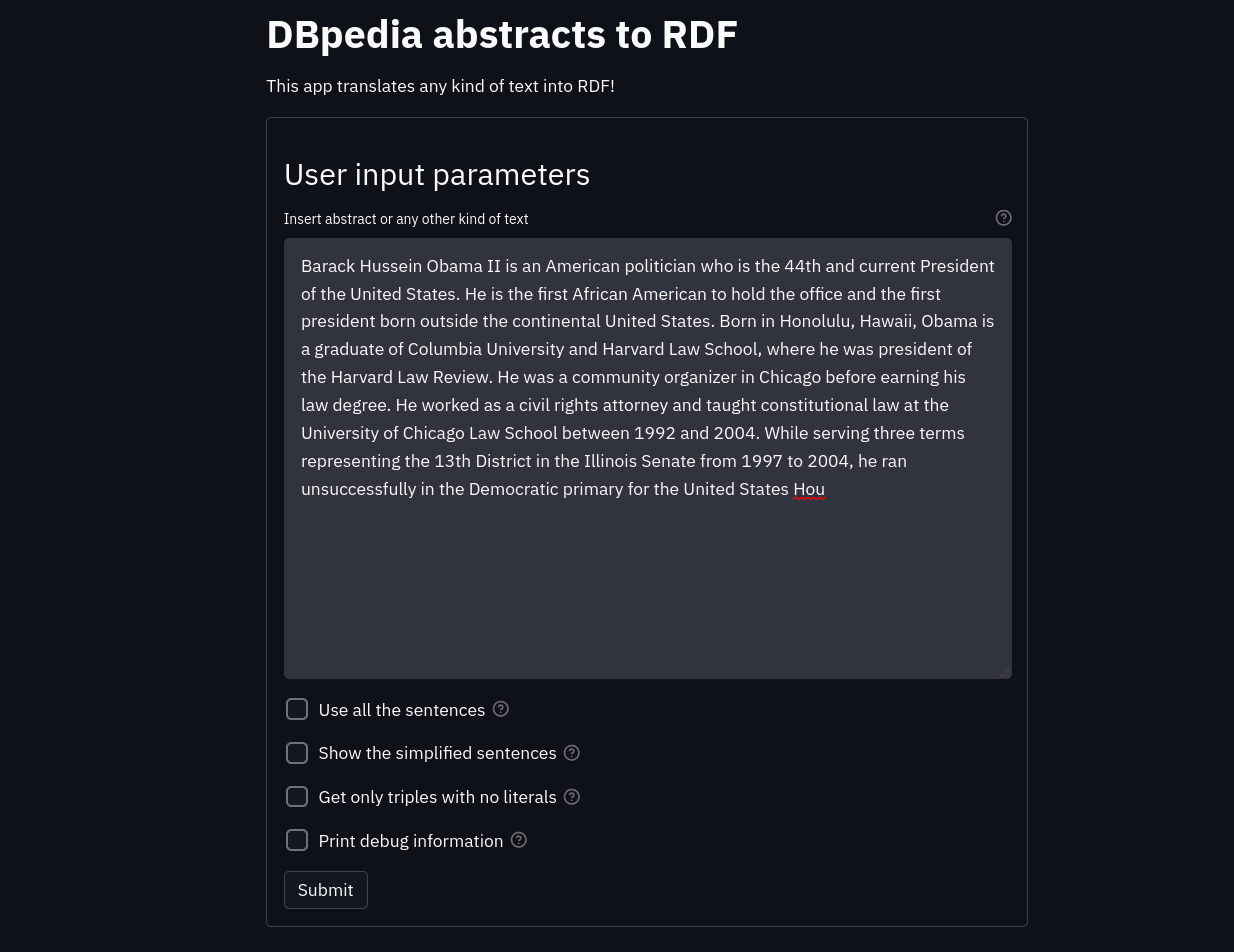 DBpedia abstracts to RDF
This app translates any kind of text into RDF!
User input parameters
Insert abstract or any other kind of text
Barack Hussein Obama II is an American politician who is the 44th and current President
of the United States. He is the first African American to hold the office and the first
president born outside the continental United States. Born in Honolulu, Hawaii, Obama is
a graduate of Columbia University and Harvard Law School, where he was president of
the Harvard Law Review. He was a community organizer in Chicago before earning his
law degree. He worked as a civil rights attorney and taught constitutional law at the
University of Chicago Law School between 1992 and 2004. While serving three terms
representing the 13th District in the Illinois Senate from 1997 to 2004, he ran
unsuccessfully in the Democratic primary for the United States Hou
Use all the sentences
Show the simplified sentences
Get only triples with no literals
Print debug information
Submit